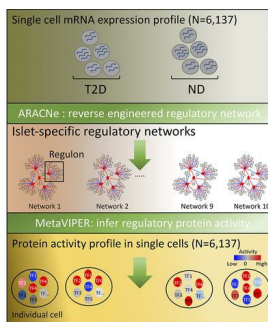 Single cell mRNA expression profile (N=6,137)
T2D ND
ARACNe : reverse engineered regulatory network
Islet-specific regulatory networks
Regulon
Network 1 Network 2 ..... Network 9 Network 10
MetaVIPER: infer regulatory protein activity
Protein activity profile in single cells (N=6,137)
Activity
Low 0 High
Individual cell